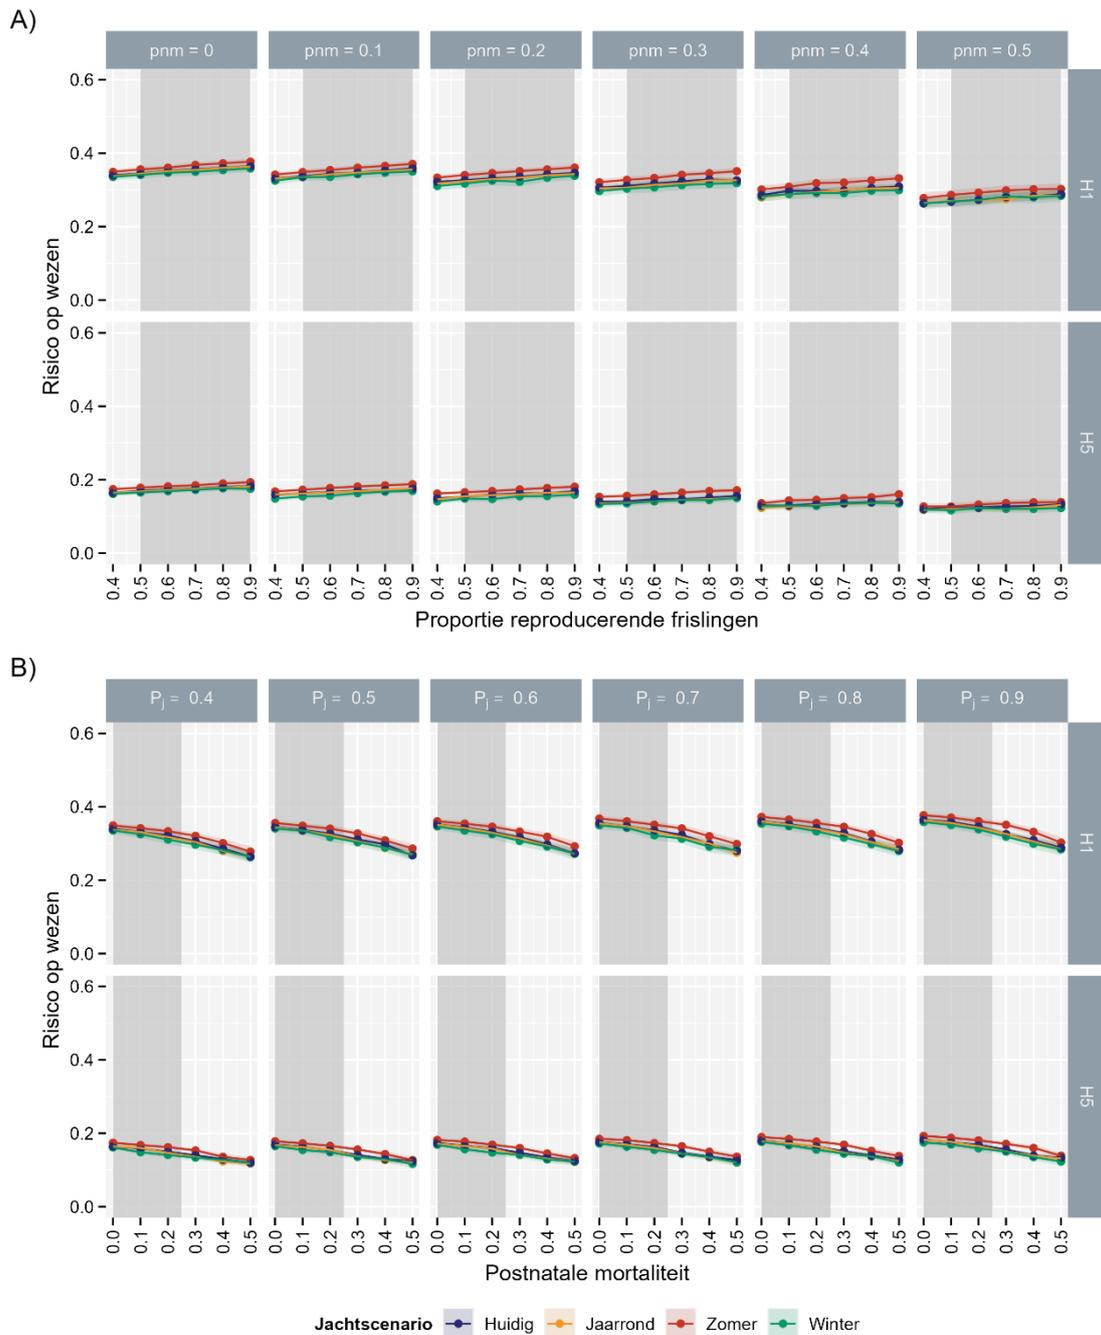 A)
pnm = 0 pnm = 0.1 pnm = 0.2 pnm = 0.3 pnm = 0.4 pnm = 0.5
Risico op wezen
0.6
0.4
0.2
0.0
H1
0.6
0.4
0.2
0.0
H5
0.4 0.5 0.6 0.7 0.8 0.9 0.4 0.5 0.6 0.7 0.8 0.9 0.4 0.5 0.6 0.7 0.8 0.9 0.4 0.5 0.6 0.7 0.8 0.9 0.4 0.5 0.6 0.7 0.8 0.9 0.4 0.5 0.6 0.7 0.8 0.9
Proportie reproducerende frislingen
B)
Pj = 0.4 Pj = 0.5 Pj = 0.6 Pj = 0.7 Pj = 0.8 Pj = 0.9
Risico op wezen
0.6
0.4
0.2
0.0
H1
0.6
0.4
0.2
0.0
H5
0.0 0.1 0.2 0.3 0.4 0.5 0.0 0.1 0.2 0.3 0.4 0.5 0.0 0.1 0.2 0.3 0.4 0.5 0.0 0.1 0.2 0.3 0.4 0.5 0.0 0.1 0.2 0.3 0.4 0.5 0.0 0.1 0.2 0.3 0.4 0.5
Postnatale mortaliteit
Jachtscenario Huidig Jaarrond Zomer Winter